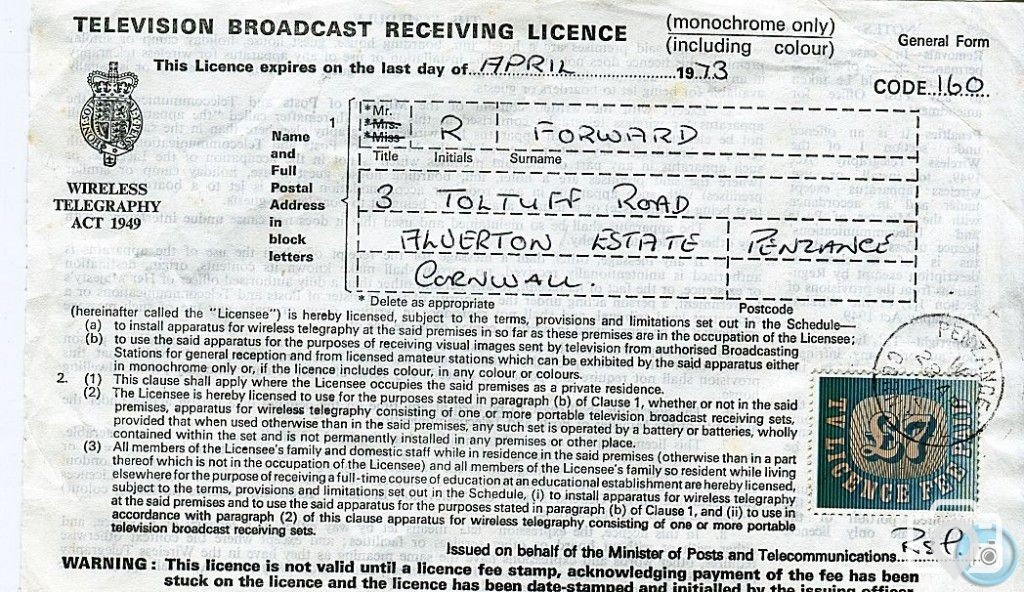 TELEVISION BROADCAST RECEIVING LICENCE (monochrome only)
(including colour)
General Form
This Licence expires on the last day of APRIL 1973
CODE 160
WIRELESS
TELEGRAPHY
ACT 1949
1
Name
and
Full
Postal
Address
in
block
letters
*Mr.
*Mrs.
*Miss
R FORWARD
Title Initials Surname
3 TOLTUFF ROAD
ALVERTON ESTATE PENZANCE
CORNWALL
* Delete as appropriate Postcode
(hereinafter called the "Licensee") is hereby licensed, subject to the terms, provisions and limitations set out in the Schedule—
(a) to install apparatus for wireless telegraphy at the said premises in so far as these premises are in the occupation of the Licensee;
(b) to use the said apparatus for the purposes of receiving visual images sent by television from authorised Broadcasting
Stations for general reception and from licensed amateur stations which can be exhibited by the said apparatus either
in monochrome only or, if the licence includes colour, in any colour or colours.
2. (1) This clause shall apply where the Licensee occupies the said premises as a private residence.
(2) The Licensee is hereby licensed to use for the purposes stated in paragraph (b) of Clause 1, whether or not in the said
premises, apparatus for wireless telegraphy consisting of one or more portable television broadcast receiving sets,
provided that when used otherwise than in the said premises, any such set is operated by a battery or batteries, wholly
contained within the set and is not permanently installed in any premises or other place.
(3) All members of the Licensee's family and domestic staff while in residence in the said premises (otherwise than in a part
thereof which is not in the occupation of the Licensee) and all members of the Licensee's family so resident while living
elsewhere for the purpose of receiving a full-time course of education at an educational establishment are hereby licensed,
subject to the terms, provisions and limitations set out in the Schedule, (i) to install apparatus for wireless telegraphy
at the said premises and to use the said apparatus for the purposes stated in paragraph (b) of Clause 1, and (ii) to use in
accordance with paragraph (2) of this clause apparatus for wireless telegraphy consisting of one or more portable
television broadcast receiving sets.
PENZANCE
£7
TV LICENCE FEE PAID
Issued on behalf of the Minister of Posts and Telecommunications
WARNING: This licence is not valid until a licence fee stamp, acknowledging payment of the fee has been
stuck on the licence and the licence has been date-stamped and initialled by the issuing officer